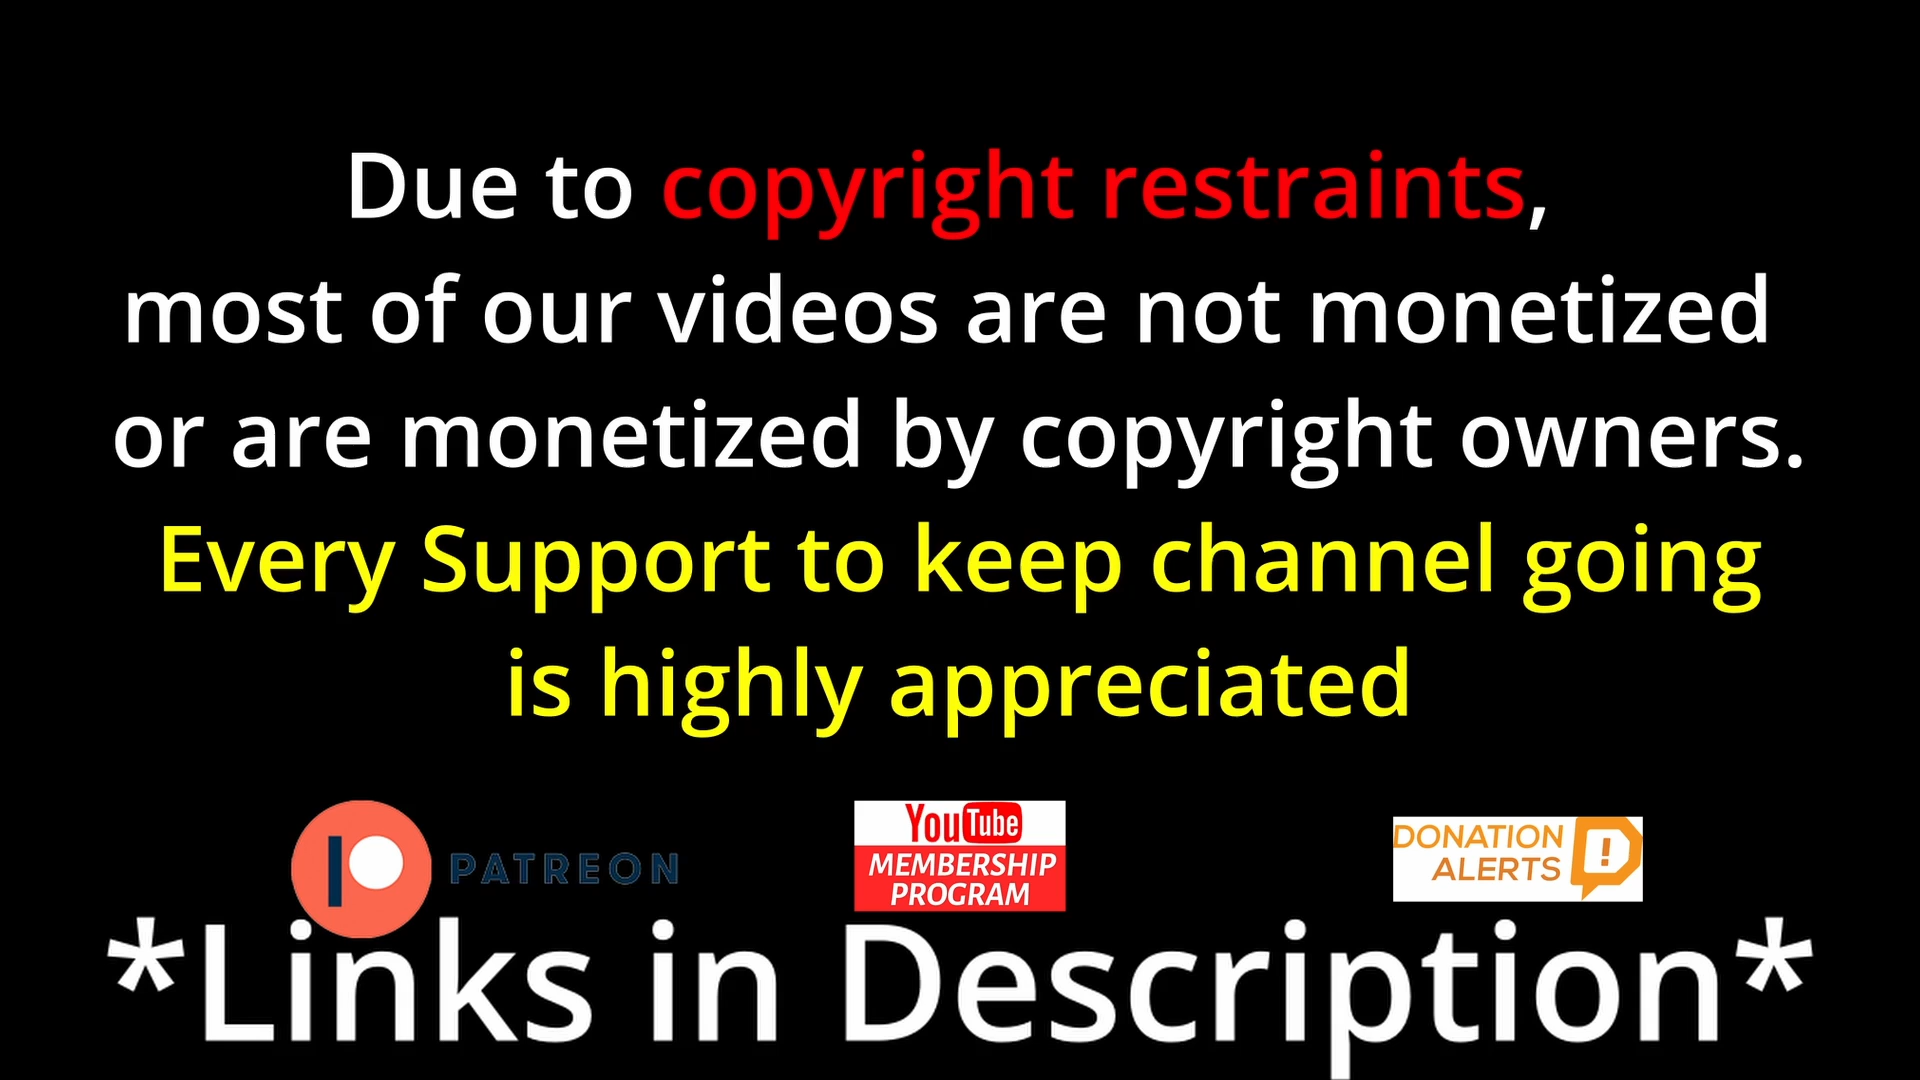 Due to copyright restraints,
most of our videos are not monetized
or are monetized by copyright owners.
Every Support to keep channel going
is highly appreciated
PATREON
YouTube
MEMBERSHIP
PROGRAM
DONATION
ALERTS
*Links in Description*